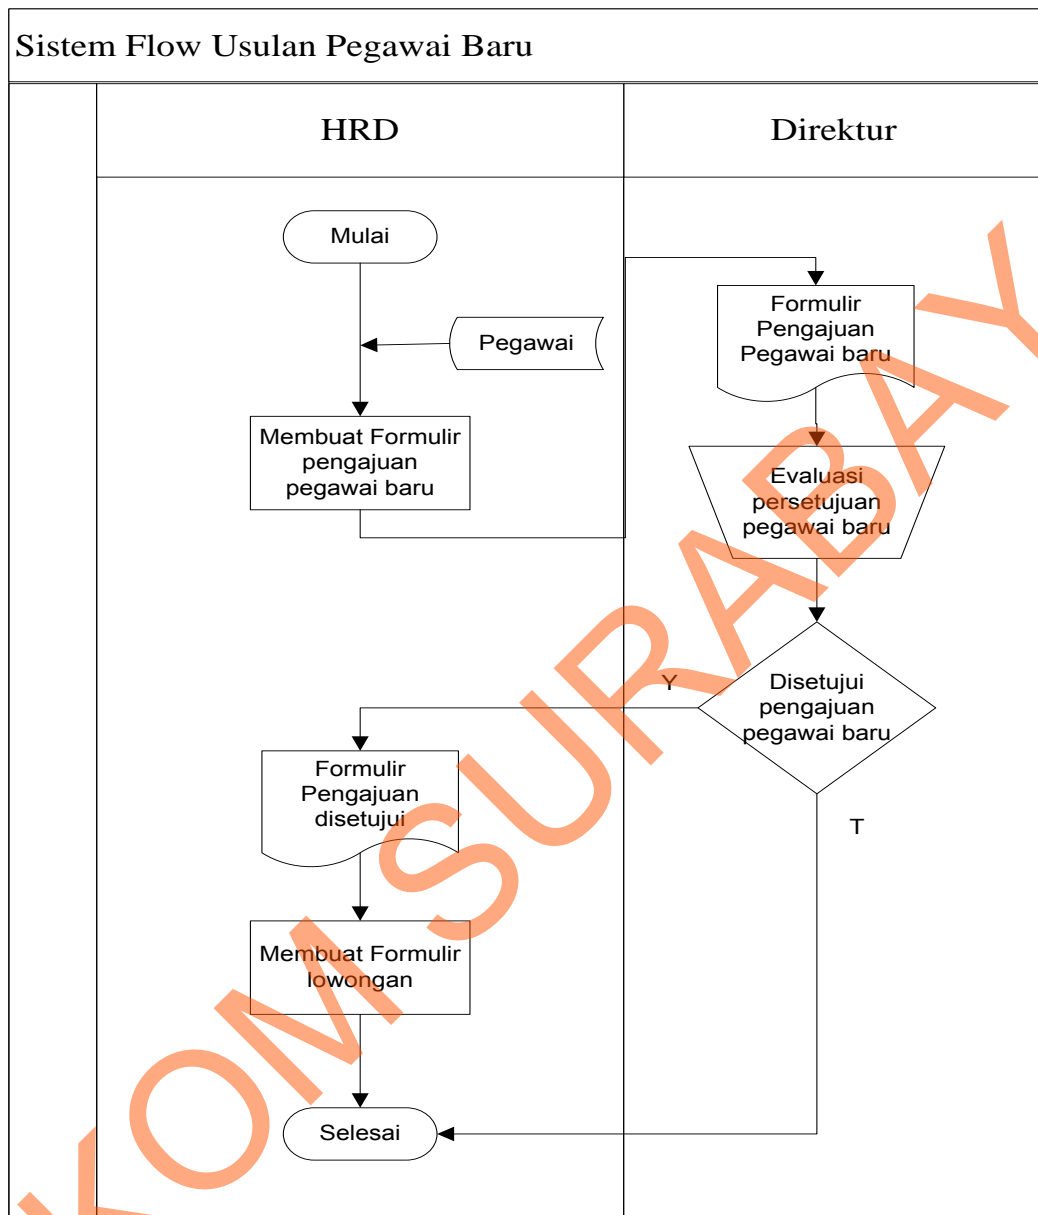 Sistem Flow Usulan Pegawai Baru
HRD
Direktur
Mulai
Pegawai
Membuat Formulir
pengajuan
pegawai baru
Formulir
Pengajuan
Pegawai baru
Evaluasi
persetujuan
pegawai baru
Disetujui
pengajuan
pegawai baru
Y
T
Formulir
Pengajuan
disetujui
Membuat Formulir
lowongan
Selesai
KOM SURABAY